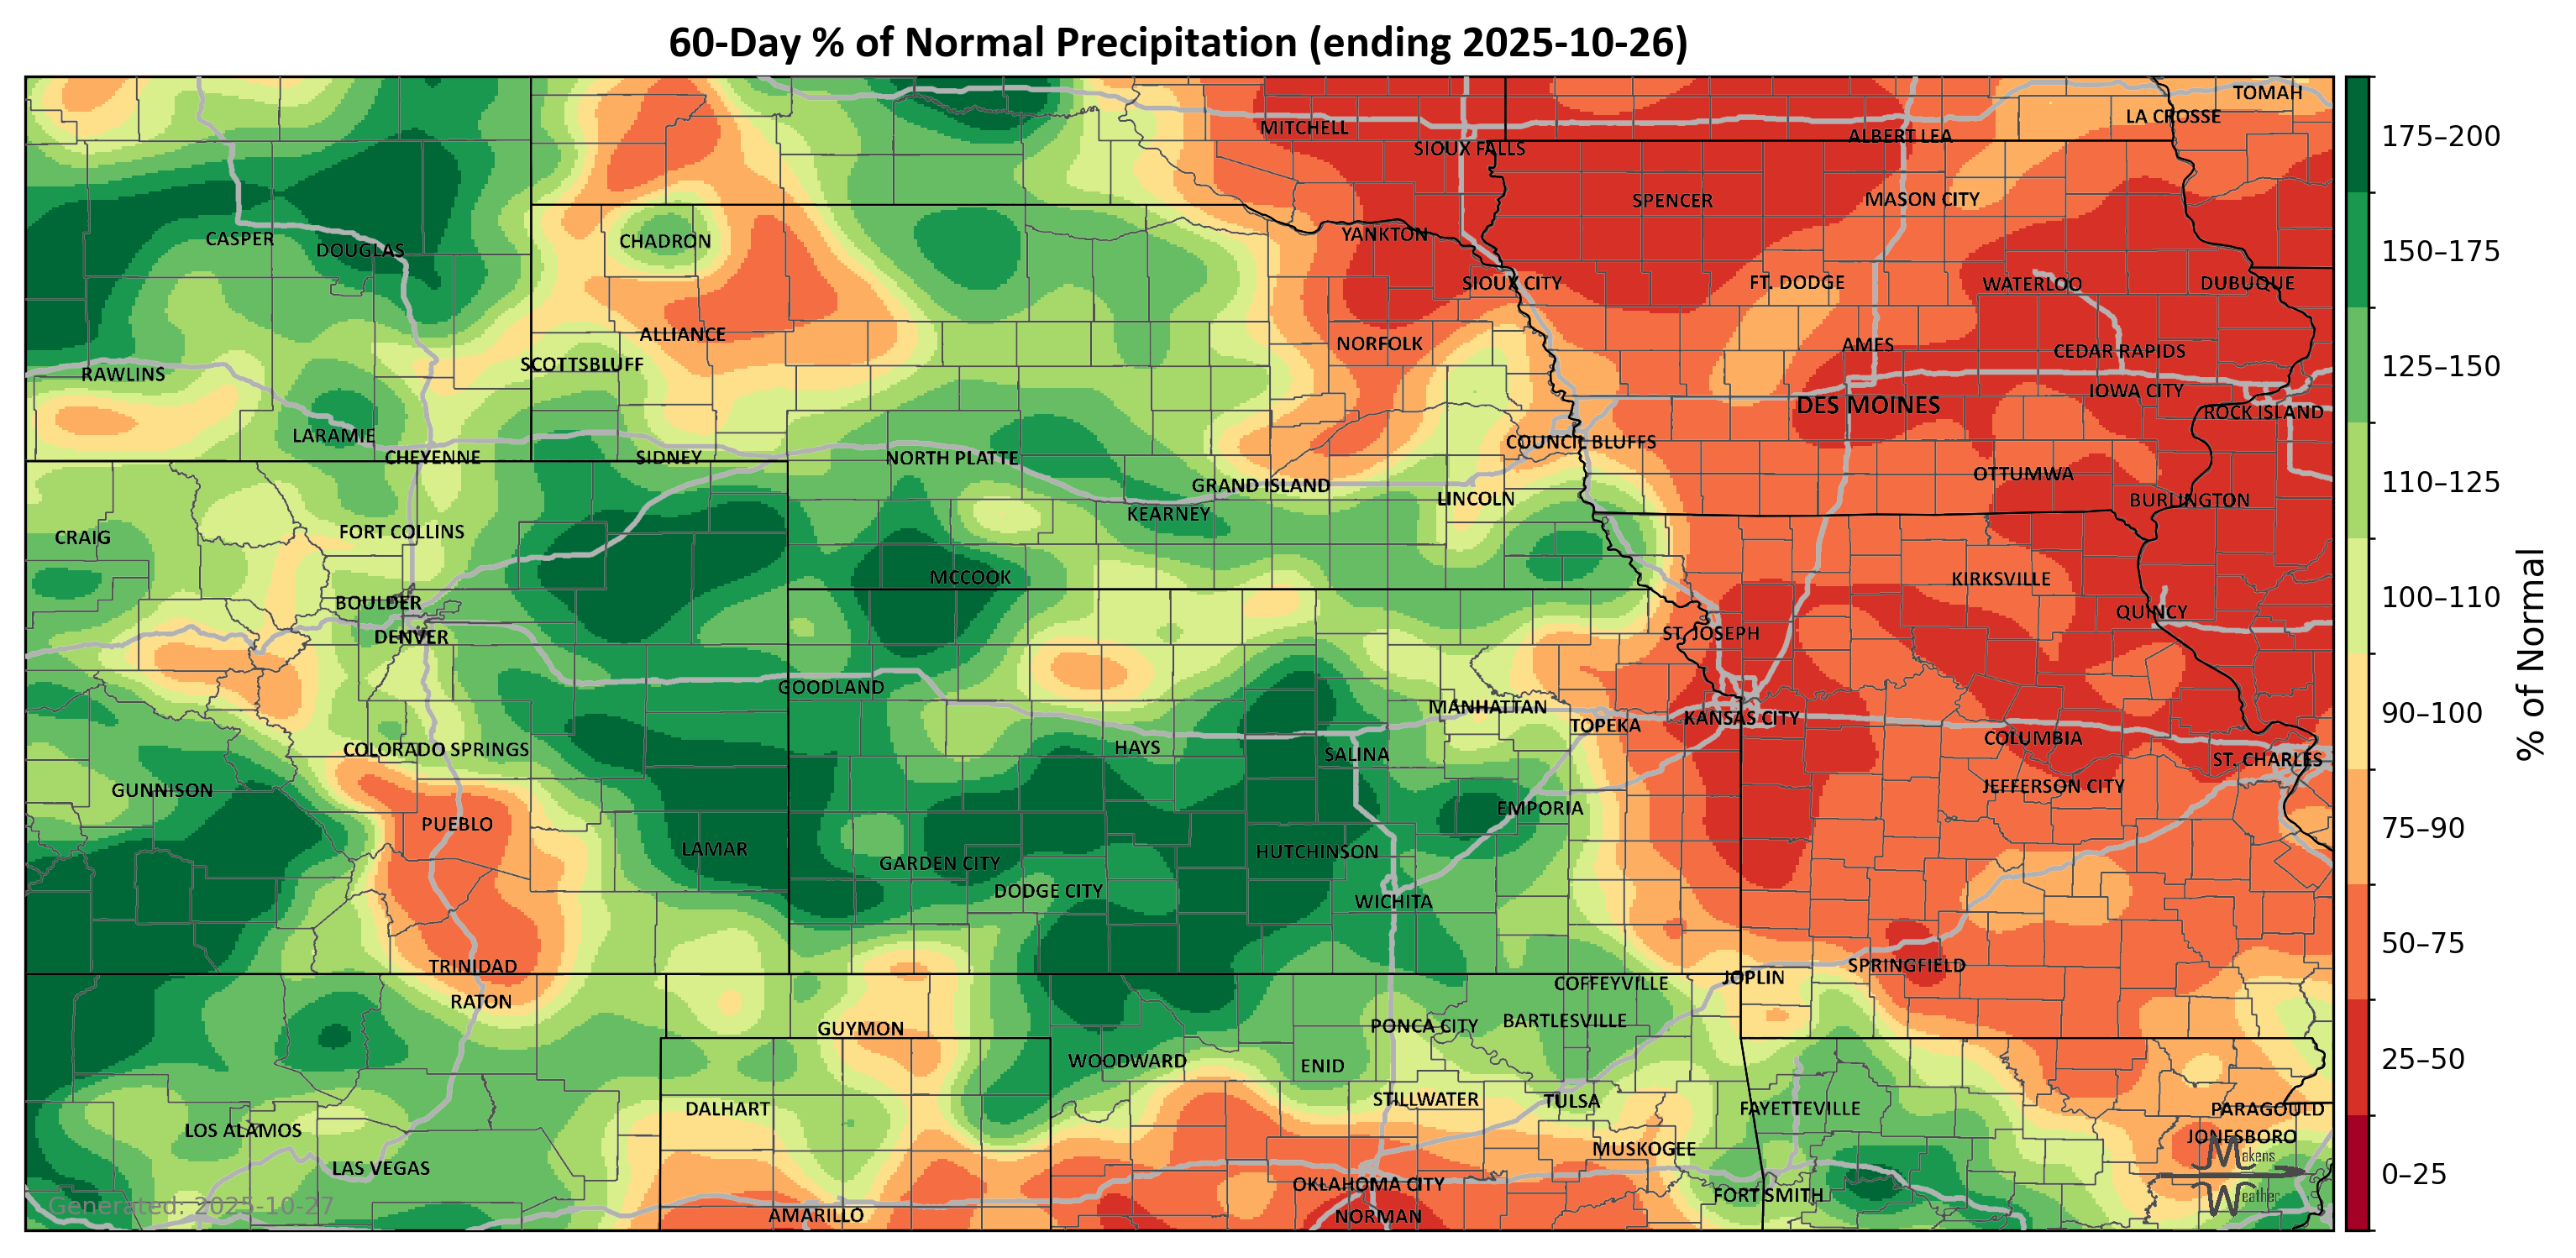 60-Day % of Normal Precipitation (ending 2025-10-26)
TOMAH
LA CROSSE
MITCHELL
ALBERT LEA
SIOUX FALLS
SPENCER
MASON CITY
CASPER
DOUGLAS
CHADRON
YANKTON
SIOUX CITY
FT. DODGE
WATERLOO
DUBUQUE
ALLIANCE
NORFOLK
AMES
CEDAR RAPIDS
SCOTTSBLUFF
RAWLINS
IOWA CITY
DES MOINES
ROCK ISLAND
LARAMIE
COUNCIL BLUFFS
CHEYENNE
SIDNEY
NORTH PLATTE
OTTUMWA
GRAND ISLAND
LINCOLN
BURLINGTON
KEARNEY
CRAIG
FORT COLLINS
MCCOOK
KIRKSVILLE
BOULDER
QUINCY
DENVER
ST. JOSEPH
GOODLAND
MANHATTAN
TOPEKA
KANSAS CITY
COLUMBIA
COLORADO SPRINGS
HAYS
SALINA
ST. CHARLES
GUNNISON
JEFFERSON CITY
EMPORIA
PUEBLO
LAMAR
GARDEN CITY
HUTCHINSON
DODGE CITY
WICHITA
TRINIDAD
SPRINGFIELD
JOPLIN
COFFEYVILLE
RATON
GUYMON
PONCA CITY
BARTLESVILLE
WOODWARD
ENID
DALHART
STILLWATER
TULSA
FAYETTEVILLE
PARAGOULD
LOS ALAMOS
JONESBORO
MUSKOGEE
LAS VEGAS
OKLAHOMA CITY
FORT SMITH
AMARILLO
NORMAN
Makens
Weather
Generated: 2025-10-27
175–200
150–175
125–150
110–125
100–110
90–100
75–90
50–75
25–50
0–25
% of Normal